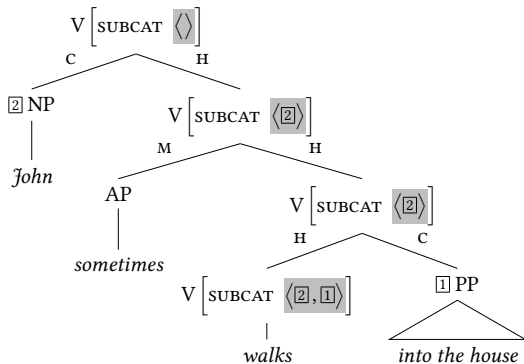 V [SUBCAT ⟨⟩]
C H
2 NP V [SUBCAT ⟨2⟩]
M H
John AP V [SUBCAT ⟨2⟩]
H C
sometimes V [SUBCAT ⟨2, 1⟩] 1 PP
walks into the house